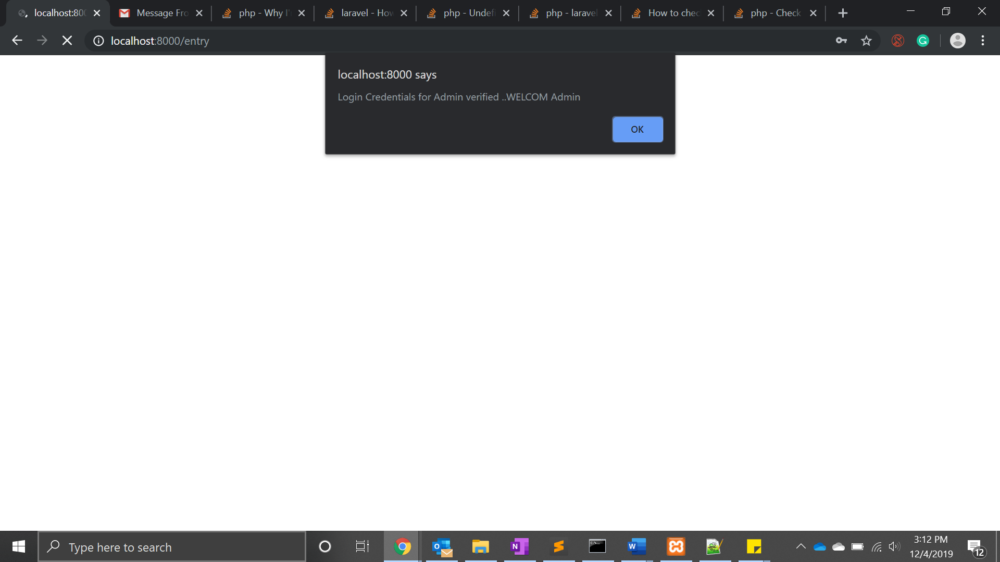 localhost:800
Message Fro
php - Why I'
laravel - How
php - Undefi
php - laravel
How to chec
php - Check
localhost:8000/entry
localhost:8000 says
Login Credentials for Admin verified ..WELCOM Admin
OK
Type here to search
3:12 PM
12/4/2019
12